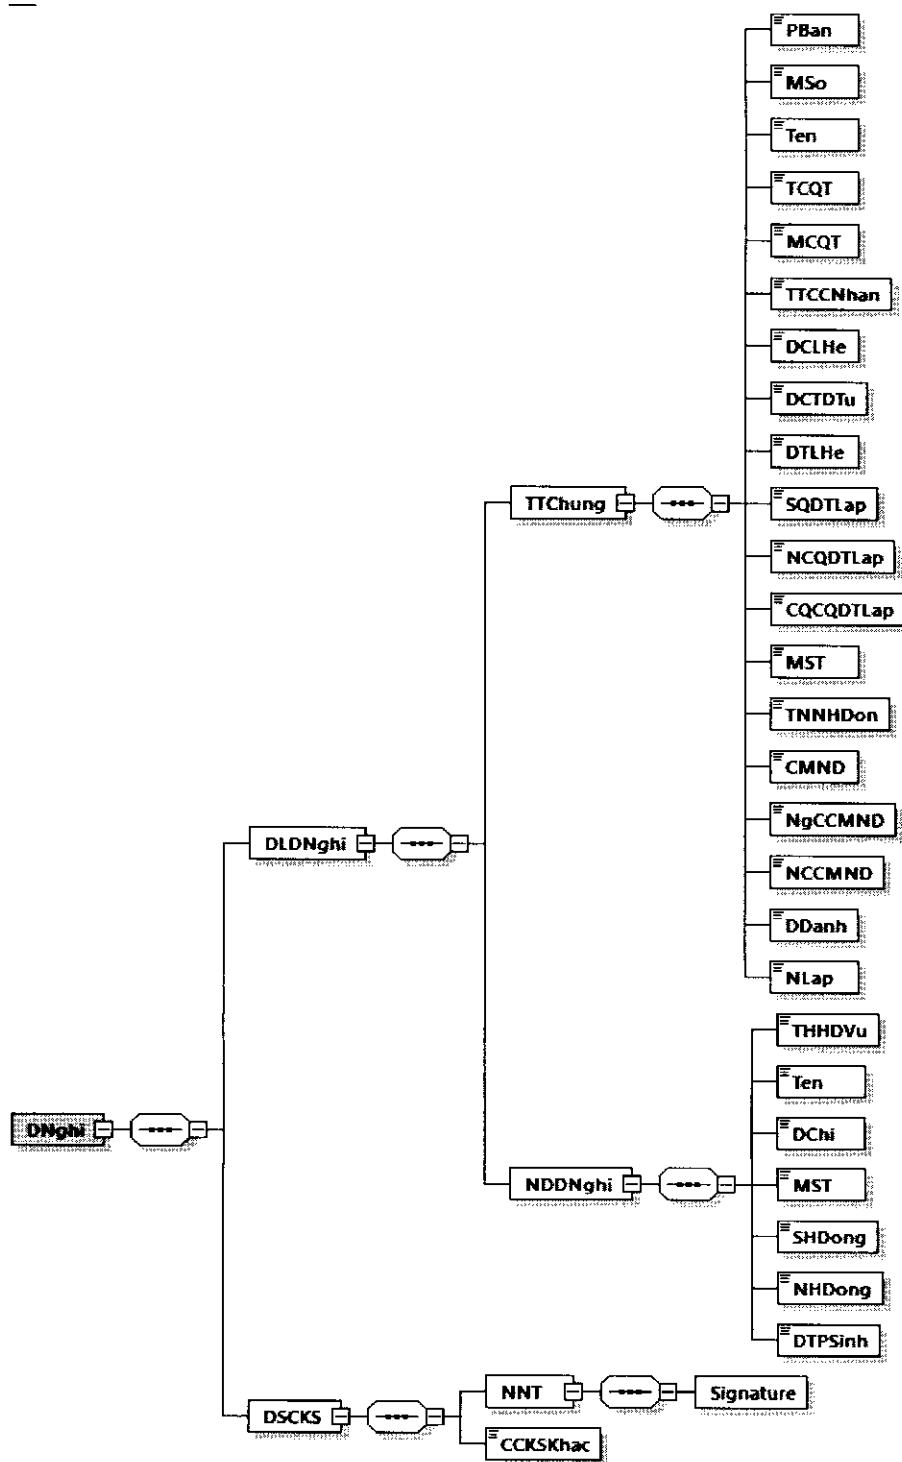 PBan
MSo
Ten
TCQT
MCQT
TTCCNhan
DCLHe
DCTDTu
DTLHe
TTChung
SQDTLap
NCQDTLap
CQCQDTLap
MST
TNNHDon
CMND
NgCCMND
DLDNghi
NCCMND
DDanh
NLap
THHDVu
Ten
DNghi
DChi
NDDNghi
MST
SHDong
NHDong
DTPSinh
NNT
Signature
DSCKS
CCKSKhac